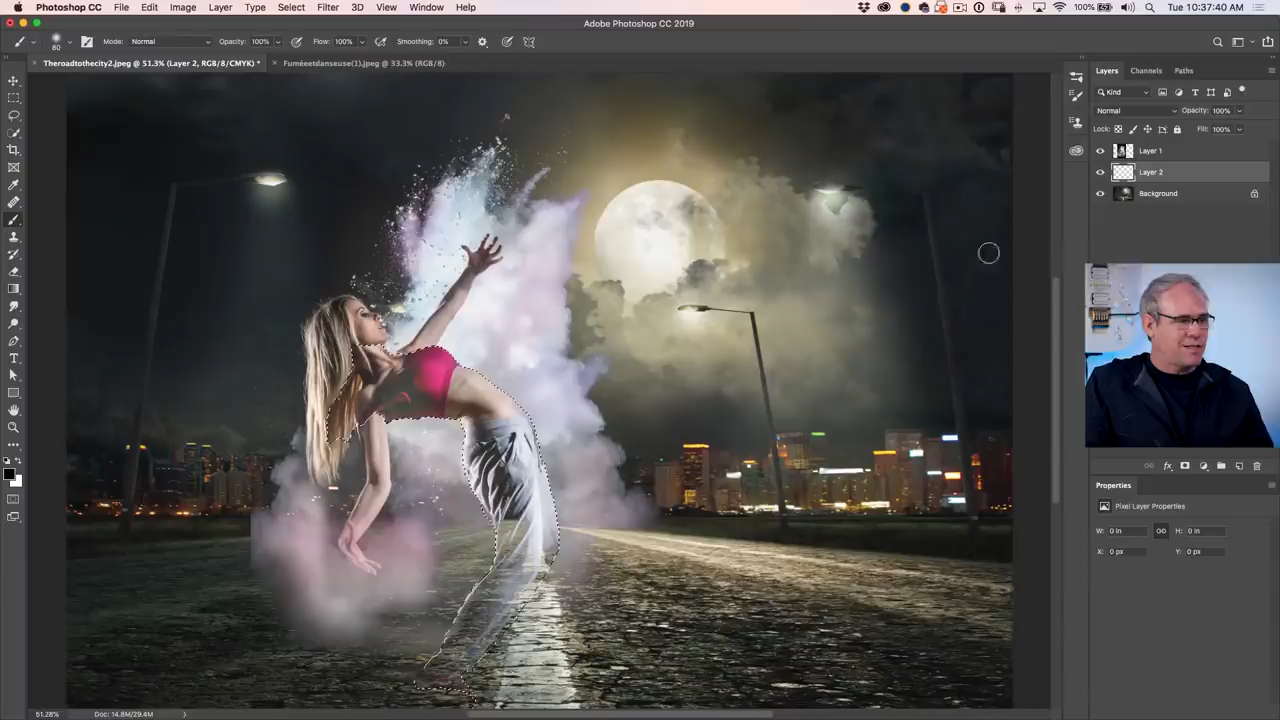 Photoshop CC File Edit Image Layer Type Select Filter 3D View Window Help 100% Tue 10:37:40 AM
Adobe Photoshop CC 2019
80 Mode: Normal Opacity: 100% Flow: 100% Smoothing: 0%
Theroadtothecity2.jpeg @ 51.3% (Layer 2, RGB/8/CMYK) * Fuméeetdanseuse(1).jpeg @ 33.3% (RGB/8)
Layers Channels Paths
Kind
Normal Opacity: 100%
Lock: Fill: 100%
Layer 1
Layer 2
Background
fx
Properties
Pixel Layer Properties
W: 0 in H: 0 in
X: 0 px Y: 0 px
51.28% Doc: 14.8M/29.4M